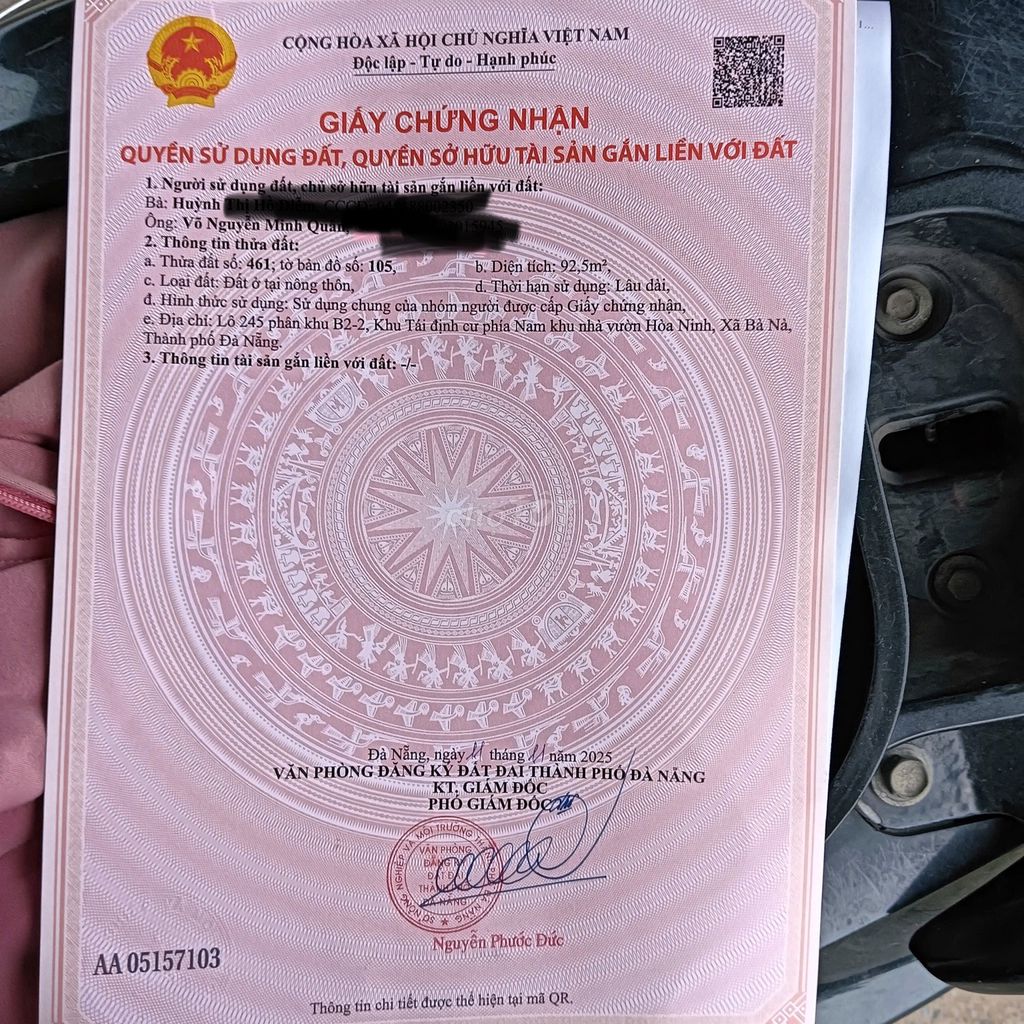 CỘNG HÒA XÃ HỘI CHỦ NGHĨA VIỆT NAM
Độc lập - Tự do - Hạnh phúc
GIẤY CHỨNG NHẬN
QUYỀN SỬ DỤNG ĐẤT, QUYỀN SỞ HỮU TÀI SẢN GẮN LIỀN VỚI ĐẤT
1. Người sử dụng đất, chủ sở hữu tài sản gắn liền với đất:
Bà: Huỳnh
Ông: Võ Nguyễn Minh Quân,
2. Thông tin thửa đất:
a. Thửa đất số: 461; tờ bản đồ số: 105, b. Diện tích: 92,5m²,
c. Loại đất: Đất ở tại nông thôn, d. Thời hạn sử dụng: Lâu dài,
đ. Hình thức sử dụng: Sử dụng chung của nhóm người được cấp Giấy chứng nhận,
e. Địa chỉ: Lô 245 phân khu B2-2, Khu Tái định cư phía Nam khu nhà vườn Hòa Ninh, Xã Bà Nà,
Thành phố Đà Nẵng.
3. Thông tin tài sản gắn liền với đất: -/-
Đà Nẵng, ngày 11 tháng 11 năm 2025
VĂN PHÒNG ĐĂNG KÝ ĐẤT ĐAI THÀNH PHỐ ĐÀ NẴNG
KT. GIÁM ĐỐC
PHÓ GIÁM ĐỐC
VĂN PHÒNG
ĐĂNG KÝ
ĐẤT ĐAI
ĐÀ NẴNG
Nguyễn Phước Đức
AA 05157103
Thông tin chi tiết được thể hiện tại mã QR.